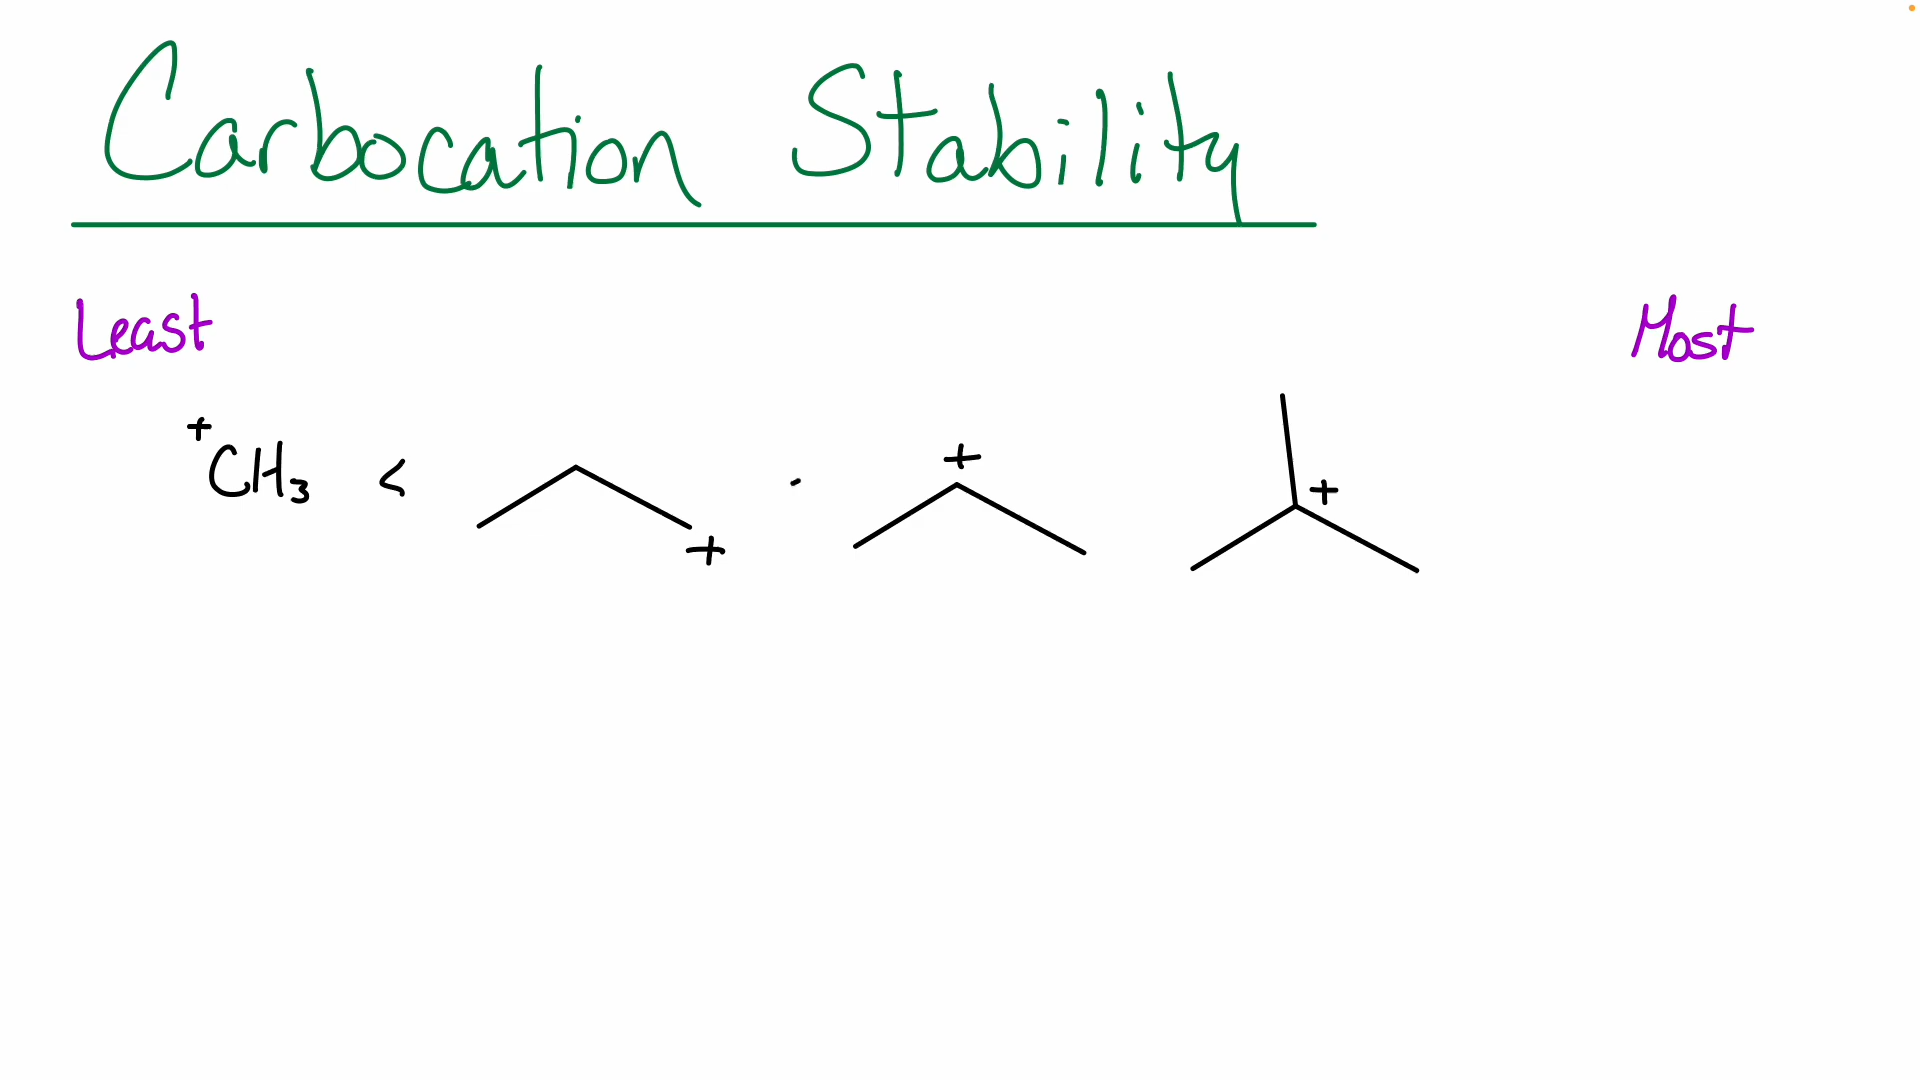 Carbocation Stability
Least Most
+CH3 < + + +